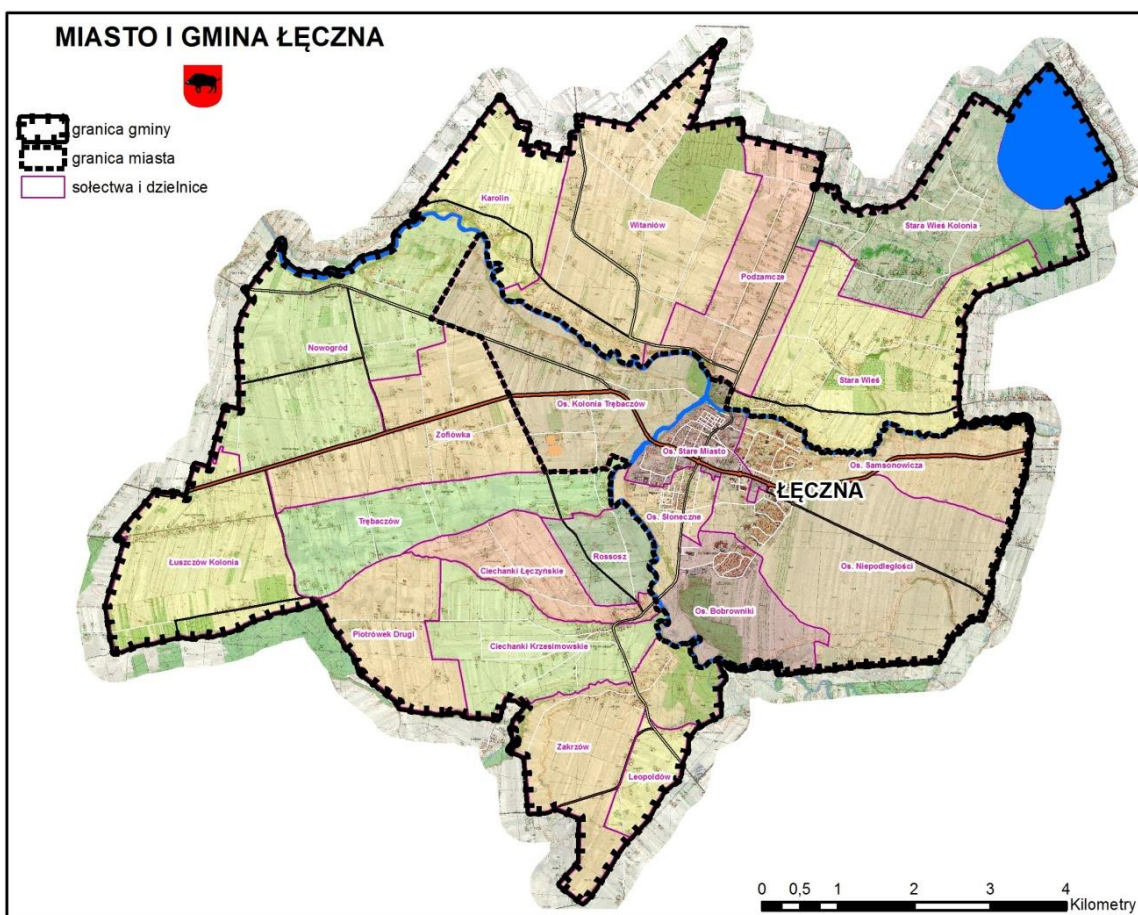 MIASTO I GMINA ŁĘCZNA
granica gminy
granica miasta
sołectwa i dzielnice
Karolin
Witaniów
Stara Wieś Kolonia
Podzamcze
Nowogród
Stara Wieś
Os. Kolonia Trębaczów
Zofiówka
Os. Stare Miasto
Os. Samsonowicza
ŁĘCZNA
Os. Słoneczne
Trębaczów
Rossosz
Łuszczów Kolonia
Ciechanki Łęczyńskie
Os. Niepodległości
Os. Bobrowniki
Piotrówek Drugi
Ciechanki Krzesimowskie
Zakrzów
Leopoldów
0 0,5 1 2 3 4
Kilometry